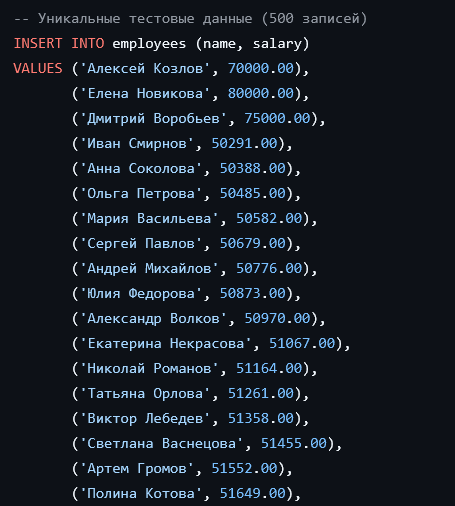 -- Уникальные тестовые данные (500 записей)
INSERT INTO employees (name, salary)
VALUES ('Алексей Козлов', 70000.00),
('Елена Новикова', 80000.00),
('Дмитрий Воробьев', 75000.00),
('Иван Смирнов', 50291.00),
('Анна Соколова', 50388.00),
('Ольга Петрова', 50485.00),
('Мария Васильева', 50582.00),
('Сергей Павлов', 50679.00),
('Андрей Михайлов', 50776.00),
('Юлия Федорова', 50873.00),
('Александр Волков', 50970.00),
('Екатерина Некрасова', 51067.00),
('Николай Романов', 51164.00),
('Татьяна Орлова', 51261.00),
('Виктор Лебедев', 51358.00),
('Светлана Васнецова', 51455.00),
('Артем Громов', 51552.00),
('Полина Котова', 51649.00),